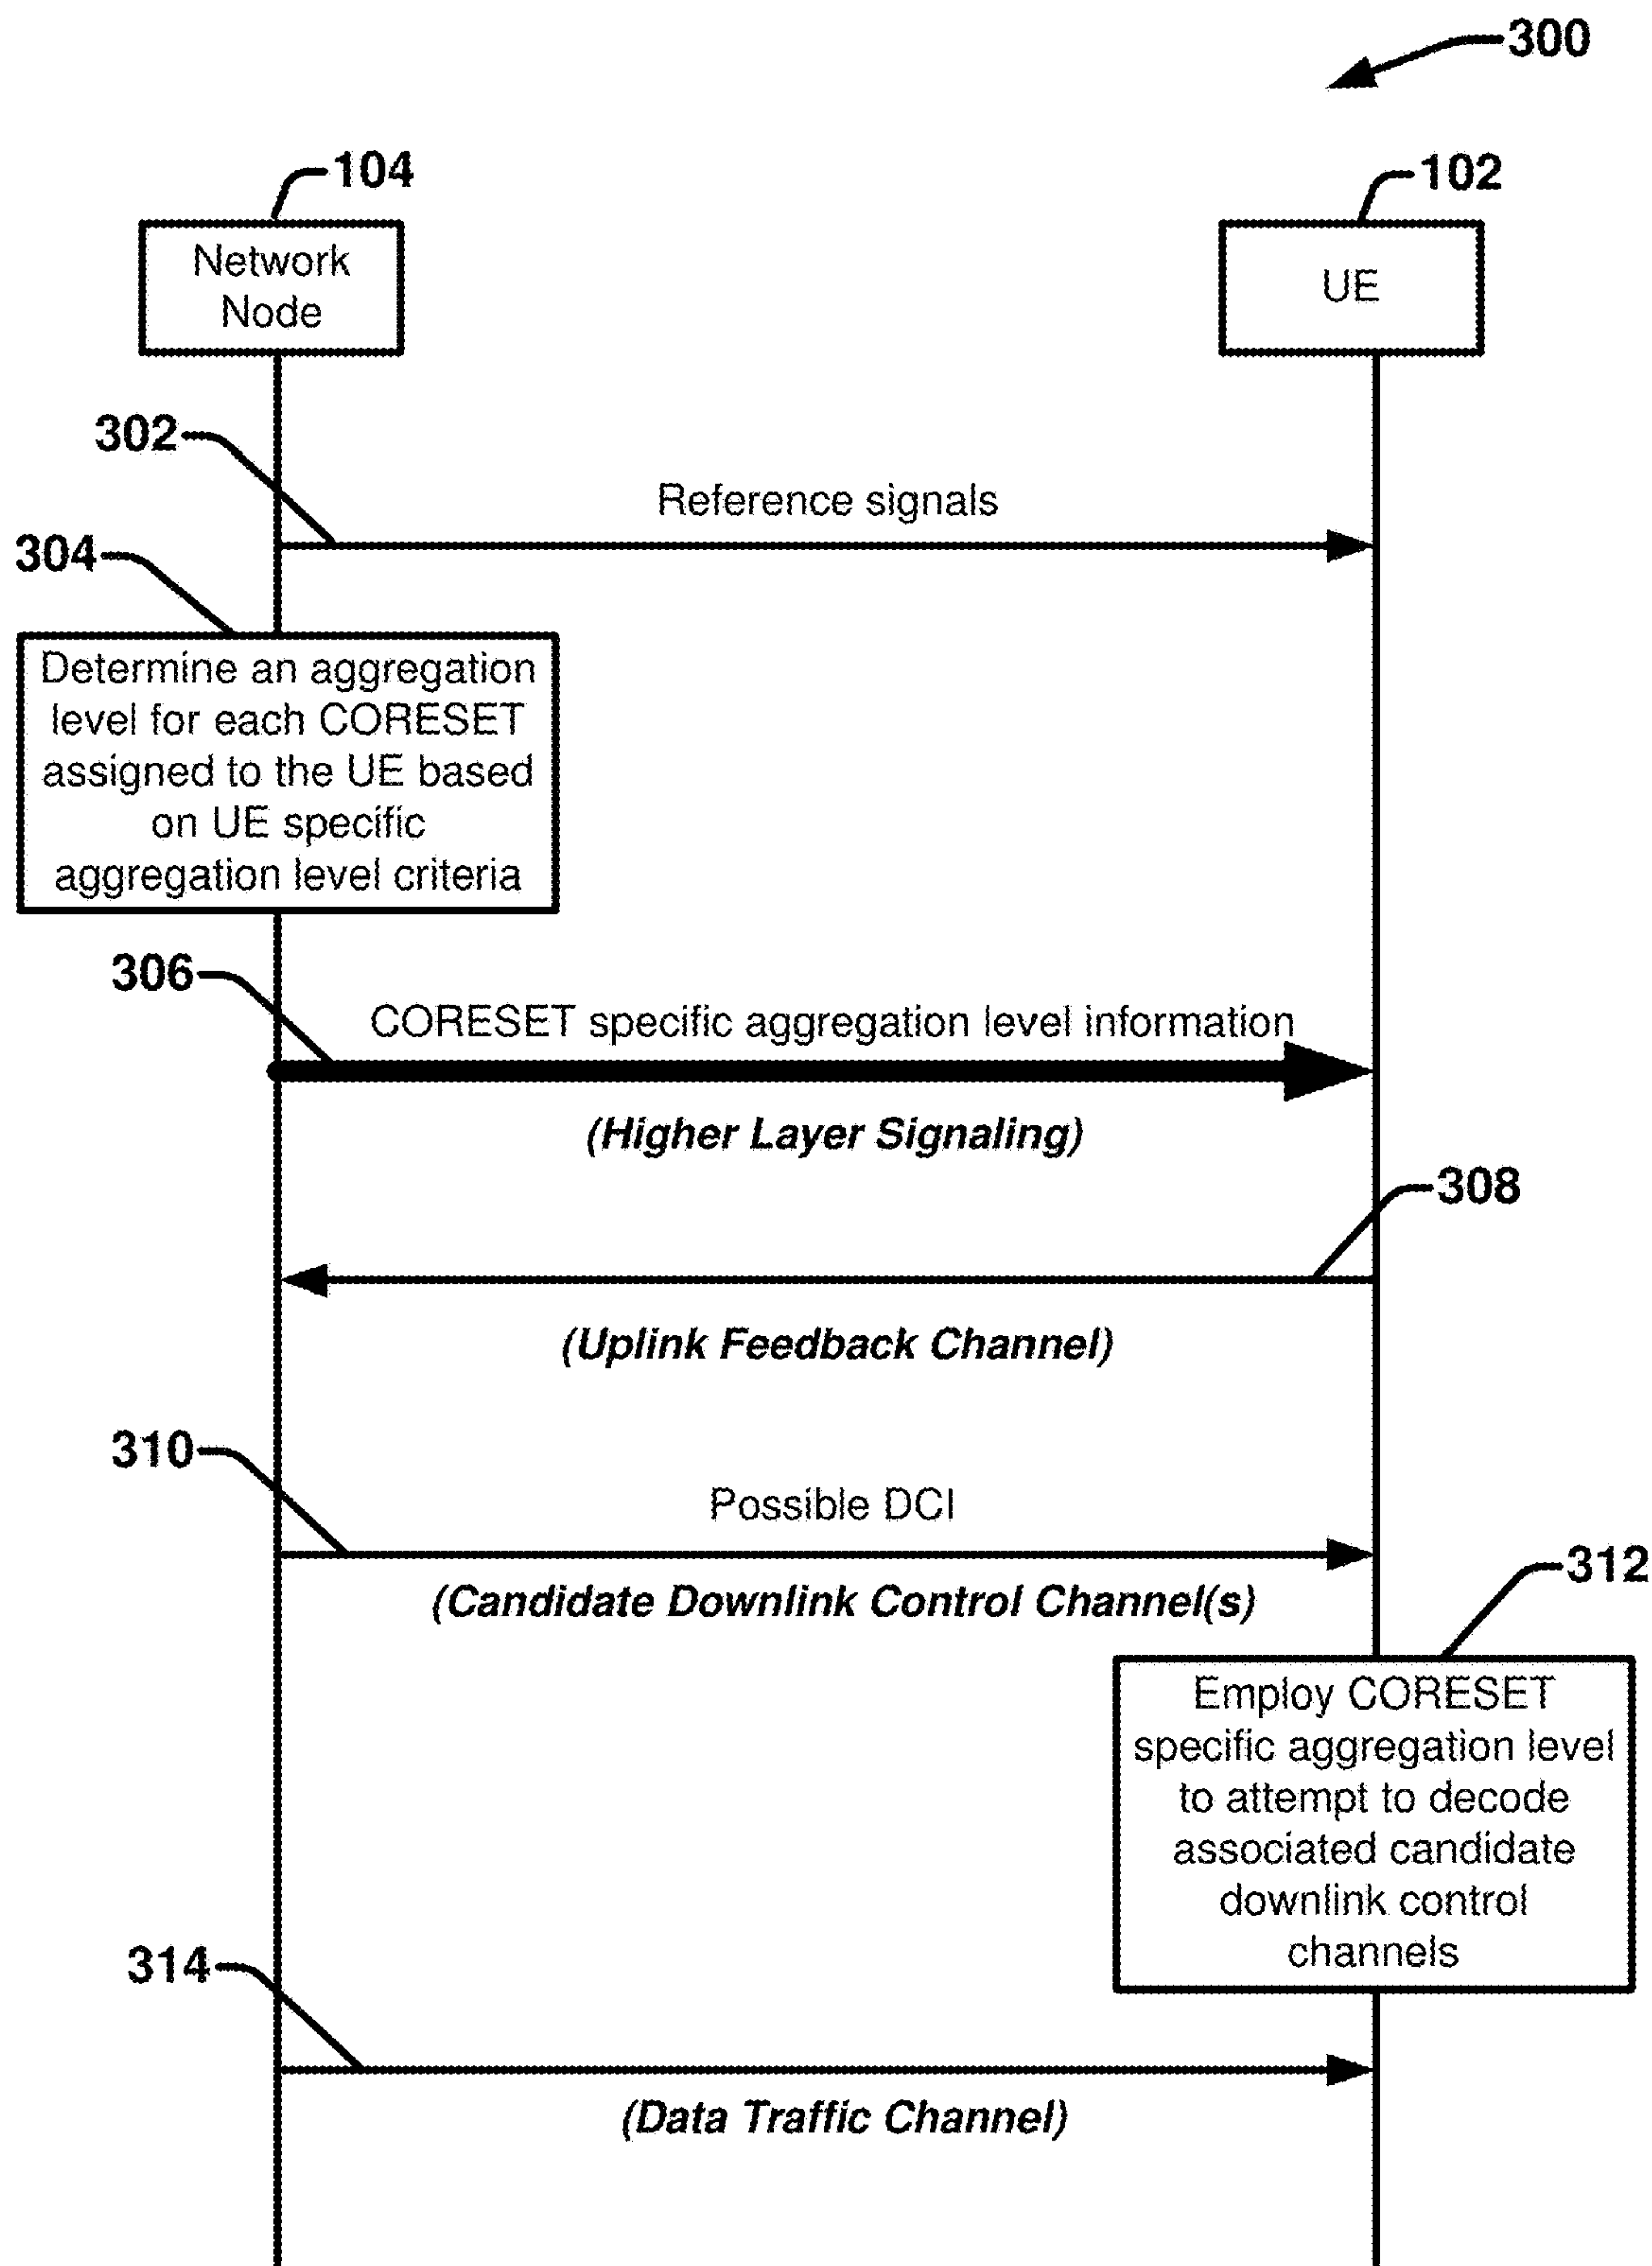 300
104
102
Network
Node
UE
302
Reference signals
304
Determine an aggregation
level for each CORESET
assigned to the UE based
on UE specific
aggregation level criteria
306
CORESET specific aggregation level information
(Higher Layer Signaling)
308
(Uplink Feedback Channel)
310
Possible DCI
(Candidate Downlink Control Channel(s)
312
Employ CORESET
specific aggregation level
to attempt to decode
associated candidate
downlink control
channels
314
(Data Traffic Channel)